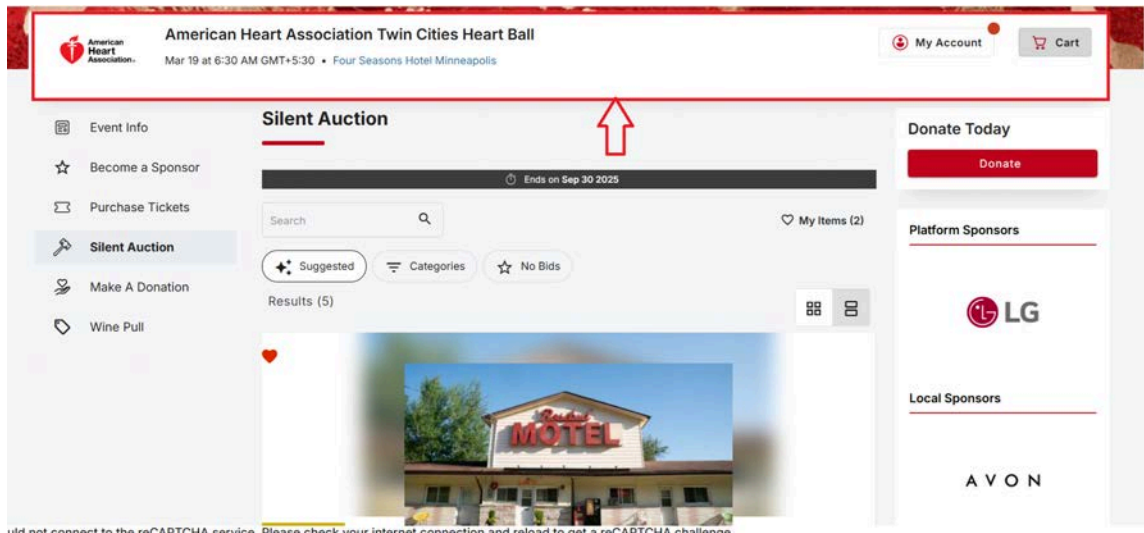 American Heart Association Twin Cities Heart Ball
American
Heart
Association.
Mar 19 at 6:30 AM GMT+5:30 • Four Seasons Hotel Minneapolis
My Account
Cart
Event Info
Become a Sponsor
Purchase Tickets
Silent Auction
Make A Donation
Wine Pull
Silent Auction
Ends on Sep 30 2025
Search
My Items (2)
Suggested
Categories
No Bids
Results (5)
MOTEL
Donate Today
Donate
Platform Sponsors
LG
Local Sponsors
AVON
uld not connect to the reCAPTCHA service. Please check your internet connection and reload to get a reCAPTCHA challenge.